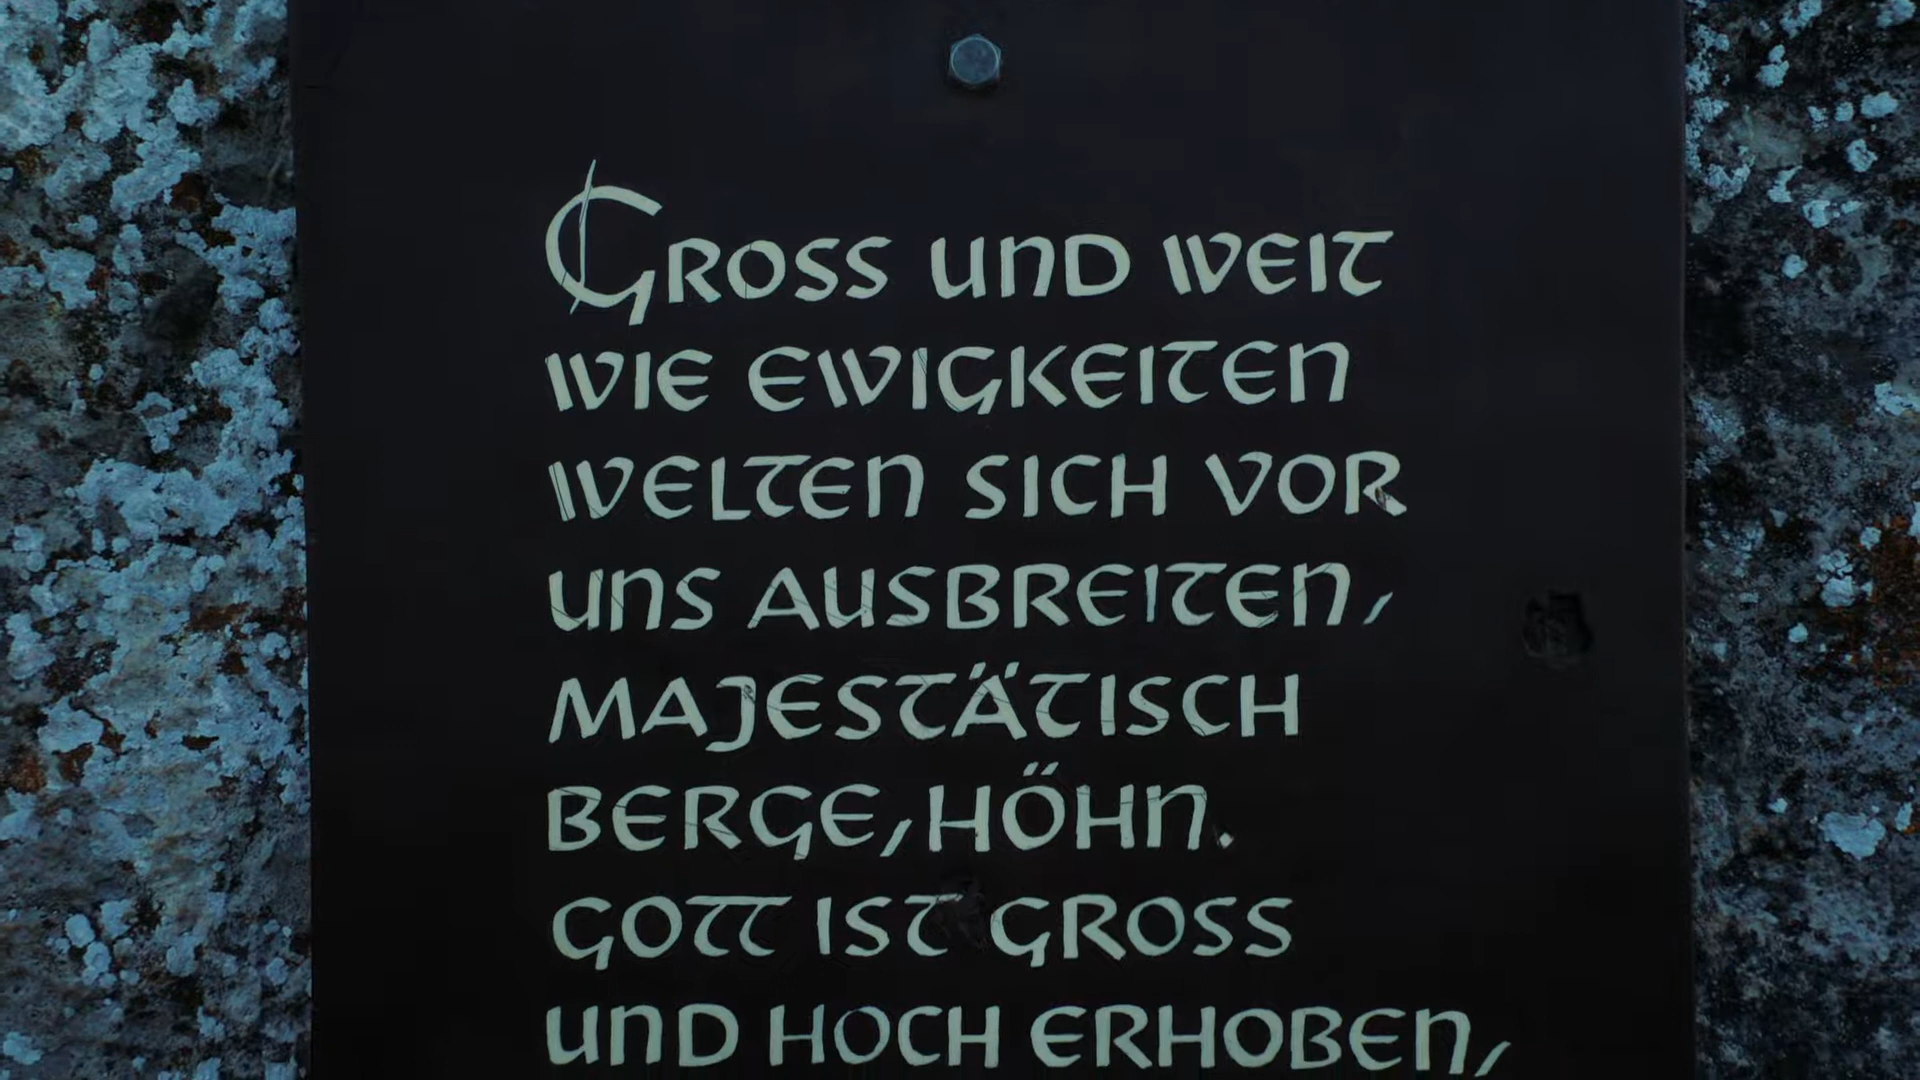 GROSS UND WEIT
WIE EWIGKEITEN
WELTEN SICH VOR
UNS AUSBREITEN,
MAJESTÄTISCH
BERGE, HÖHN.
GOTT IST GROSS
UND HOCH ERHOBEN,